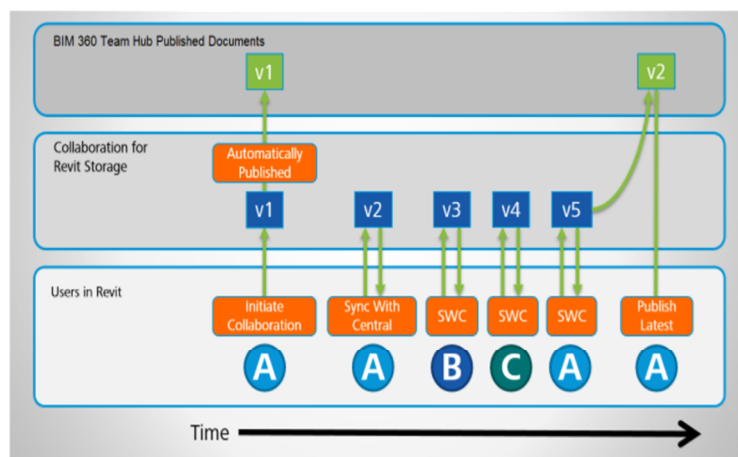 BIM 360 Team Hub Published Documents
v1
v2
Collaboration for
Revit Storage
Automatically
Published
v1
v2
v3
v4
v5
Users in Revit
Initiate
Collaboration
Sync With
Central
SWC
SWC
SWC
Publish
Latest
A
A
B
C
A
A
Time